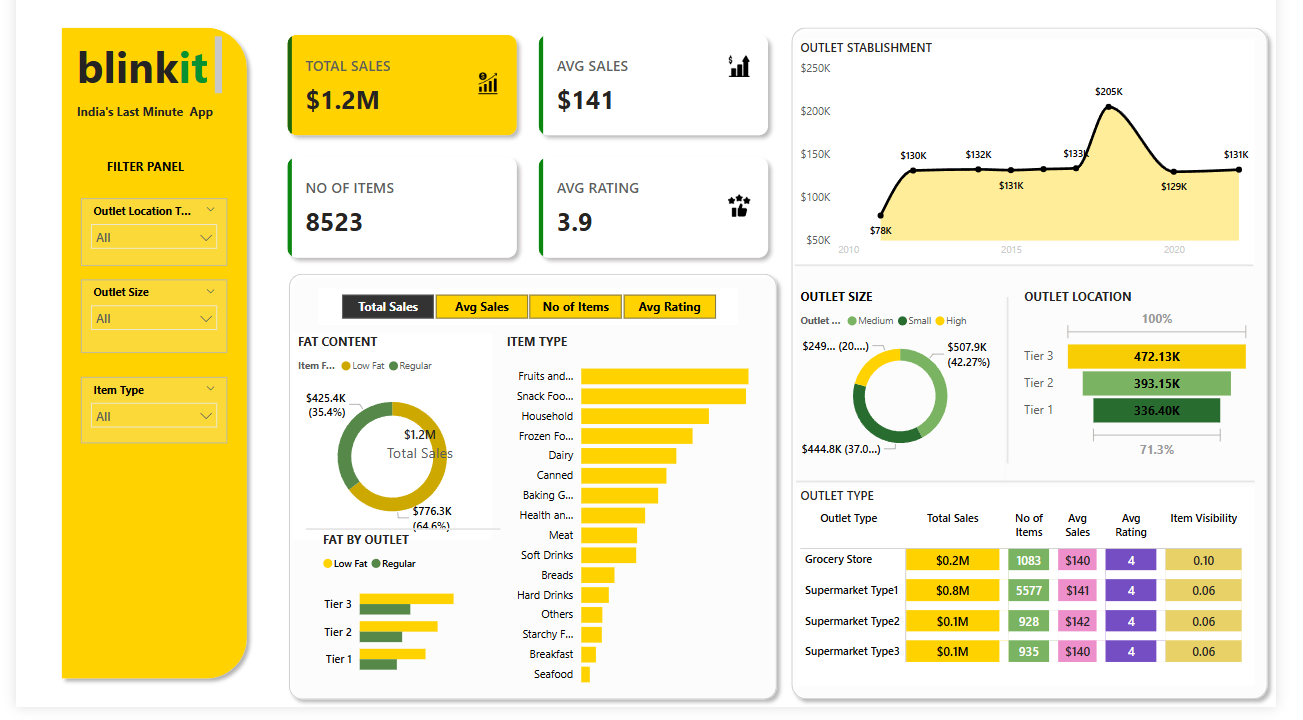 blinkit
India's Last Minute App
FILTER PANEL
Outlet Location T...
All
Outlet Size
All
Item Type
All
TOTAL SALES
$1.2M
AVG SALES
$141
NO OF ITEMS
8523
AVG RATING
3.9
Total Sales
Avg Sales
No of Items
Avg Rating
FAT CONTENT
Item F...
Low Fat
Regular
$425.4K
(35.4%)
$1.2M
Total Sales
$776.3K
(64.6%)
FAT BY OUTLET
Low Fat
Regular
Tier 3
Tier 2
Tier 1
ITEM TYPE
Fruits and...
Snack Foo...
Household
Frozen Fo...
Dairy
Canned
Baking G...
Health an...
Meat
Soft Drinks
Breads
Hard Drinks
Others
Starchy F...
Breakfast
Seafood
OUTLET STABLISHMENT
$250K
$200K
$150K
$100K
$50K
$78K
$130K
$132K
$131K
$133K
$205K
$129K
$131K
2010
2015
2020
OUTLET SIZE
Outlet ...
Medium
Small
High
$249... (20....)
$507.9K
(42.27%)
$444.8K (37.0...)
OUTLET LOCATION
100%
Tier 3 472.13K
Tier 2 393.15K
Tier 1 336.40K
71.3%
OUTLET TYPE
Outlet Type
Total Sales
No of
Items
Avg
Sales
Avg
Rating
Item Visibility
Grocery Store $0.2M 1083 $140 4 0.10
Supermarket Type1 $0.8M 5577 $141 4 0.06
Supermarket Type2 $0.1M 928 $142 4 0.06
Supermarket Type3 $0.1M 935 $140 4 0.06